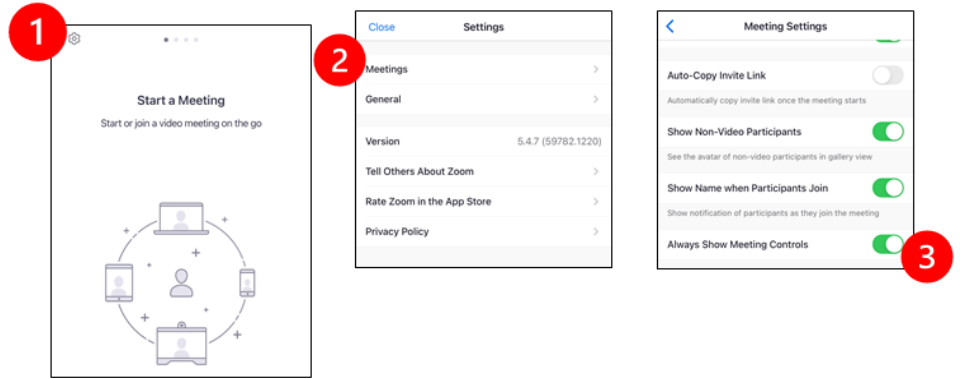 1
Start a Meeting
Start or join a video meeting on the go
2
Close Settings
Meetings
General
Version 5.4.7 (59782.1220)
Tell Others About Zoom
Rate Zoom in the App Store
Privacy Policy
Meeting Settings
Auto-Copy Invite Link
Automatically copy invite link once the meeting starts
Show Non-Video Participants
See the avatar of non-video participants in gallery view
Show Name when Participants Join
Show notification of participants as they join the meeting
Always Show Meeting Controls
3